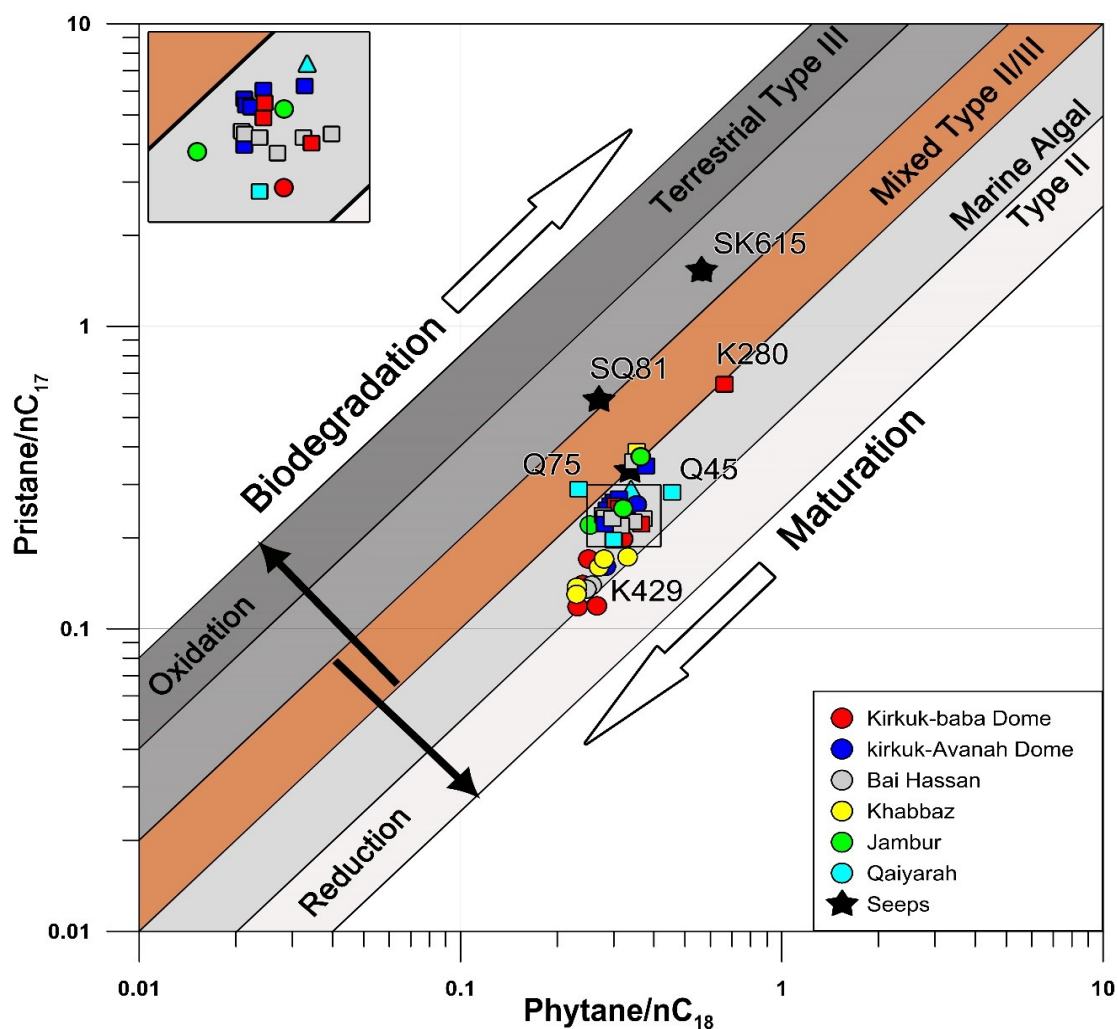 10
1
0.1
0.01
Pristane/nC17
Terrestrial Type III
Mixed Type II/III
Marine Algal
Type II
Biodegradation
Maturation
Oxidation
Reduction
SK615
K280
SQ81
Q75
Q45
K429
Kirkuk-baba Dome
kirkuk-Avanah Dome
Bai Hassan
Khabbaz
Jambur
Qaiyarah
Seeps
0.01
0.1
1
10
Phytane/nC18